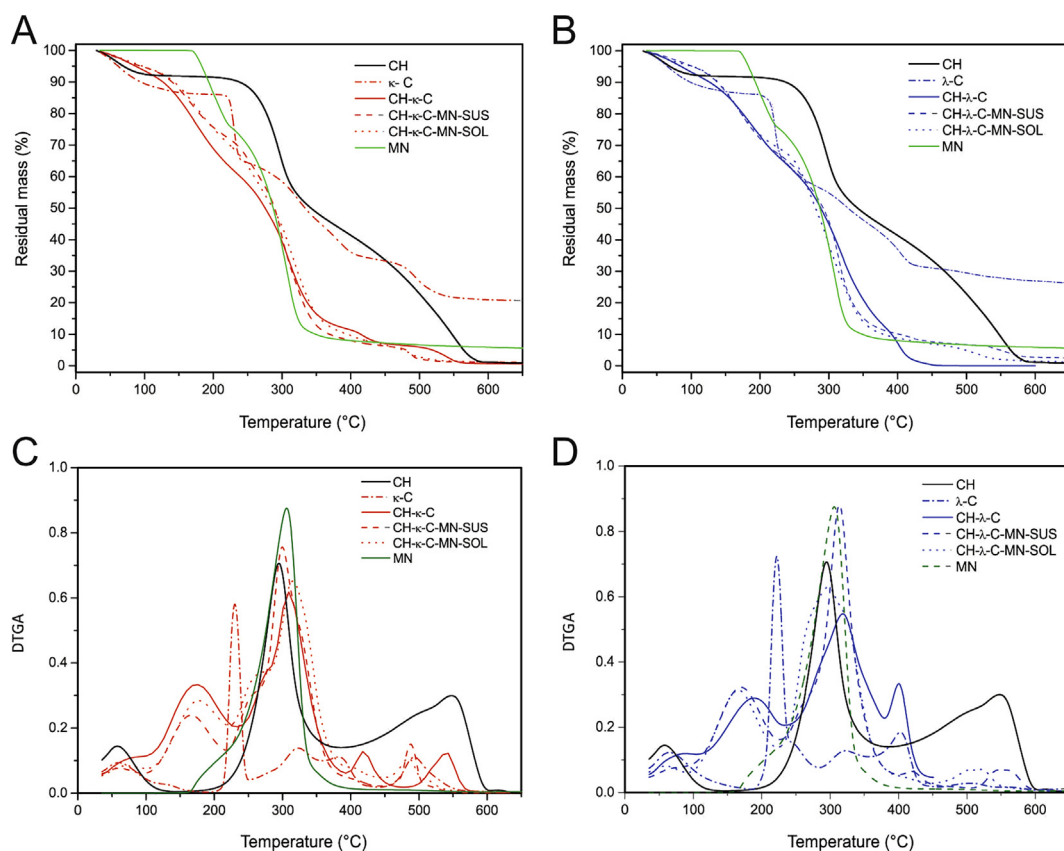 A
100
90
80
70
60
50
40
30
20
10
0
Residual mass (%)
CH
κ- C
CH-κ-C
CH-κ-C-MN-SUS
CH-κ-C-MN-SOL
MN
0 100 200 300 400 500 600
Temperature (°C)
B
100
90
80
70
60
50
40
30
20
10
0
Residual mass (%)
CH
λ-C
CH-λ-C
CH-λ-C-MN-SUS
CH-λ-C-MN-SOL
MN
0 100 200 300 400 500 600
Temperature (°C)
C
1.0
0.8
0.6
0.4
0.2
0.0
DTGA
CH
κ-C
CH-κ-C
CH-κ-C-MN-SUS
CH-κ-C-MN-SOL
MN
0 100 200 300 400 500 600
Temperature (°C)
D
1.0
0.8
0.6
0.4
0.2
0.0
DTGA
CH
λ-C
CH-λ-C
CH-λ-C-MN-SUS
CH-λ-C-MN-SOL
MN
0 100 200 300 400 500 600
Temperature (°C)